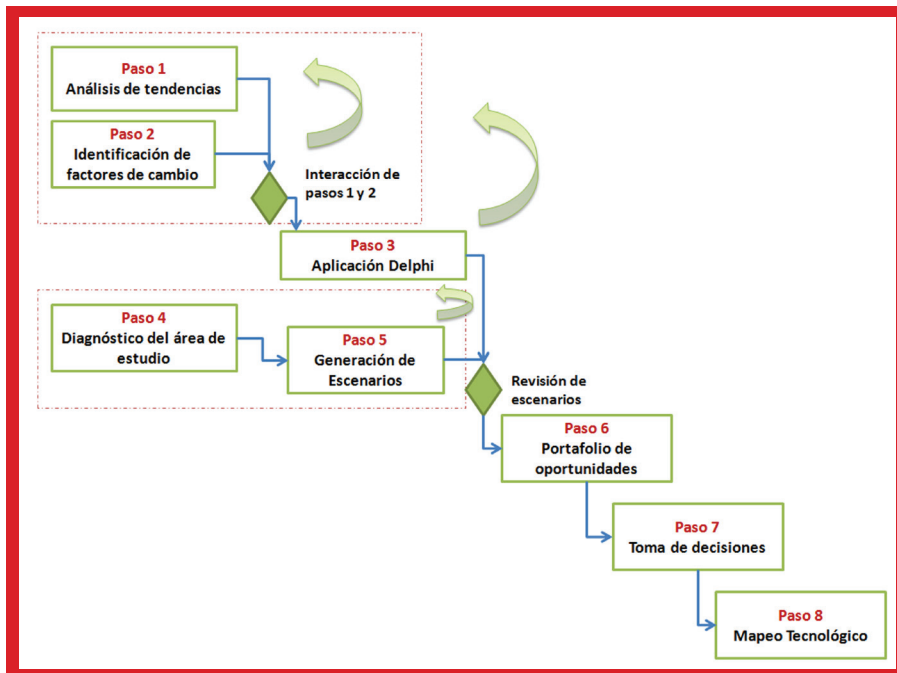 Paso 1
Análisis de tendencias
Paso 2
Identificación de
factores de cambio
Interacción de
pasos 1 y 2
Paso 3
Aplicación Delphi
Paso 4
Diagnóstico del área de
estudio
Paso 5
Generación de
Escenarios
Revisión de
escenarios
Paso 6
Portafolio de
oportunidades
Paso 7
Toma de decisiones
Paso 8
Mapeo Tecnológico